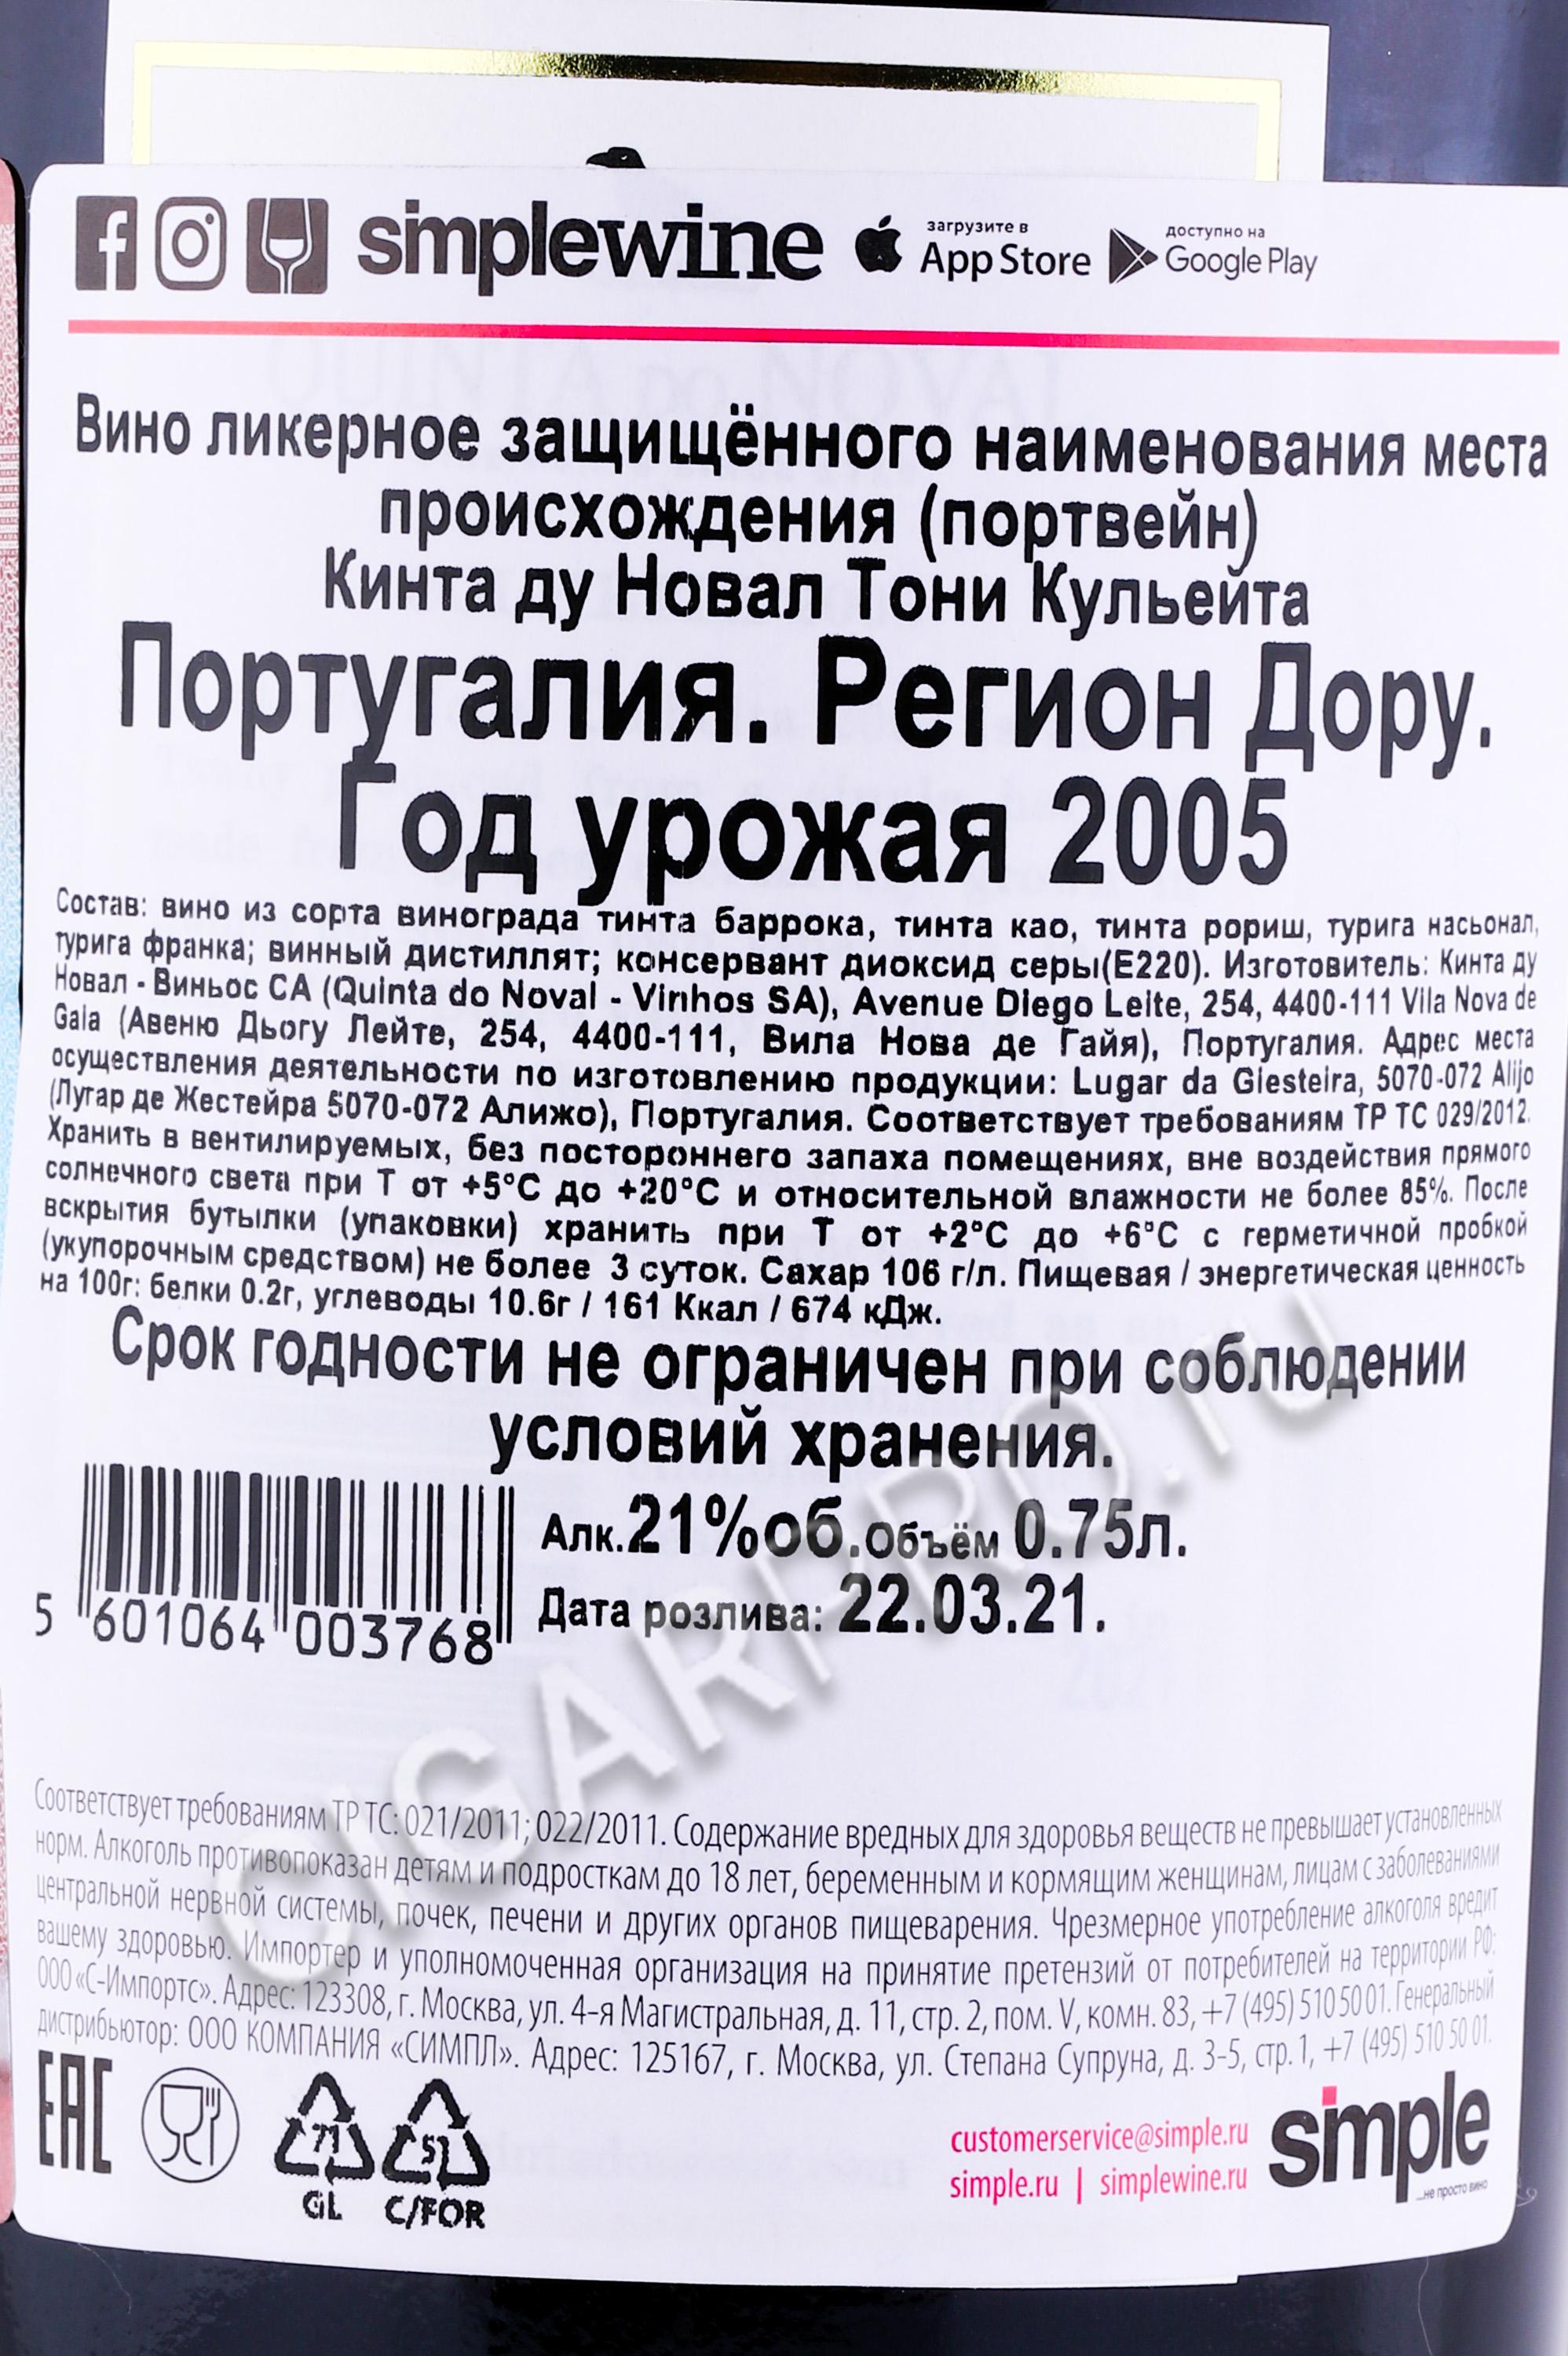 simplewine
загрузите в
App Store
доступно на
Google Play
Вино ликерное защищённого наименования места
происхождения (портвейн)
Кинта ду Новал Тони Кульейта
Португалия. Регион Дору.
Год урожая 2005
Состав: вино из сорта винограда тинта баррока, тинта као, тинта рориш, турига насьонал,
турига франка; винный дистиллят; консервант диоксид серы(Е220). Изготовитель: Кинта ду
Новал - Виньос СА (Quinta do Noval - Vinhos SA), Avenue Diego Leite, 254, 4400-111 Vila Nova de
Gaia (Авеню Дьогу Лейте, 254, 4400-111, Вила Нова де Гайя), Португалия. Адрес места
осуществления деятельности по изготовлению продукции: Lugar da Giesteira, 5070-072 Alijo
(Лугар де Жестейра 5070-072 Алижо), Португалия. Соответствует требованиям ТР ТС 029/2012.
Хранить в вентилируемых, без постороннего запаха помещениях, вне воздействия прямого
солнечного света при Т от +5°С до +20°С и относительной влажности не более 85%. После
вскрытия бутылки (упаковки) хранить при Т от +2°С до +6°С с герметичной пробкой
(укупорочным средством) не более 3 суток. Сахар 106 г/л. Пищевая / энергетическая ценность
на 100г: белки 0.2г, углеводы 10.6г / 161 Ккал / 674 кДж.
Срок годности не ограничен при соблюдении
условий хранения.
Алк.21%об.Объём 0.75л.
Дата розлива: 22.03.21.
5 601064 003768
CIGARPRO.ru
Соответствует требованиям ТР ТС: 021/2011; 022/2011. Содержание вредных для здоровья веществ не превышает установленных
норм. Алкоголь противопоказан детям и подросткам до 18 лет, беременным и кормящим женщинам, лицам с заболеваниями
центральной нервной системы, почек, печени и других органов пищеварения. Чрезмерное употребление алкоголя вредит
вашему здоровью. Импортер и уполномоченная организация на принятие претензий от потребителей на территории РФ:
ООО «С-Импортс». Адрес: 123308, г. Москва, ул. 4-я Магистральная, д. 11, стр. 2, пом. V, комн. 83, +7 (495) 510 50 01. Генеральный
дистрибьютор: ООО КОМПАНИЯ «СИМПЛ». Адрес: 125167, г. Москва, ул. Степана Супруна, д. 3-5, стр. 1, +7 (495) 510 50 01.
EAC
71
GL
51
C/FOR
customerservice@simple.ru
simple.ru | simplewine.ru
simple
...не просто вино